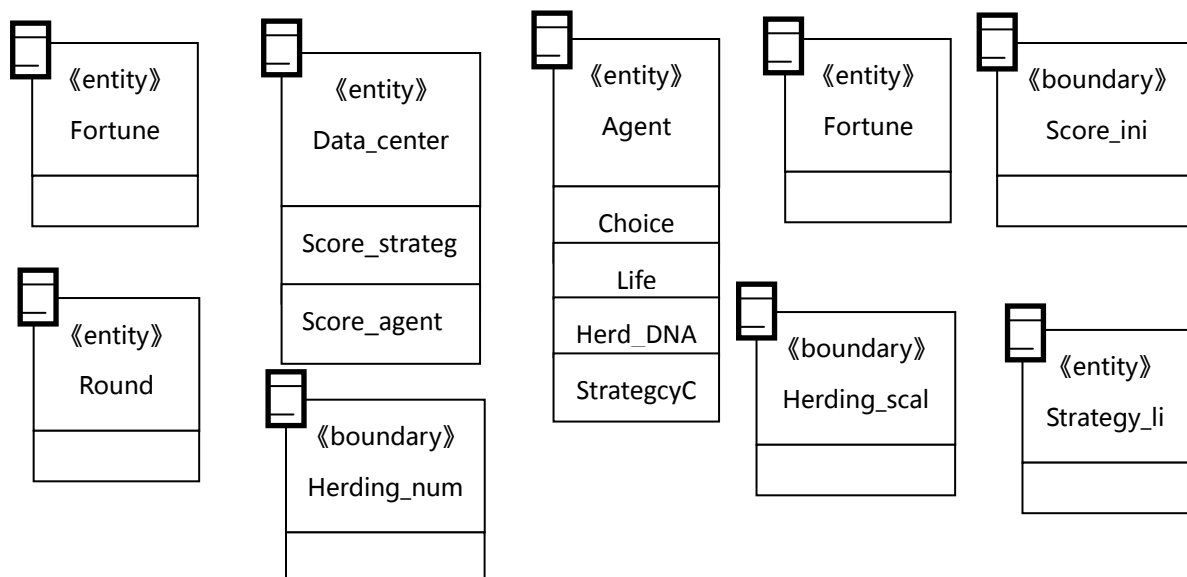 《entity》
Fortune
《entity》
Data_center
Score_strateg
Score_agent
《entity》
Agent
Choice
Life
Herd_DNA
StrategcyC
《entity》
Fortune
《boundary》
Score_ini
《entity》
Round
《boundary》
Herding_num
《boundary》
Herding_scal
《entity》
Strategy_li